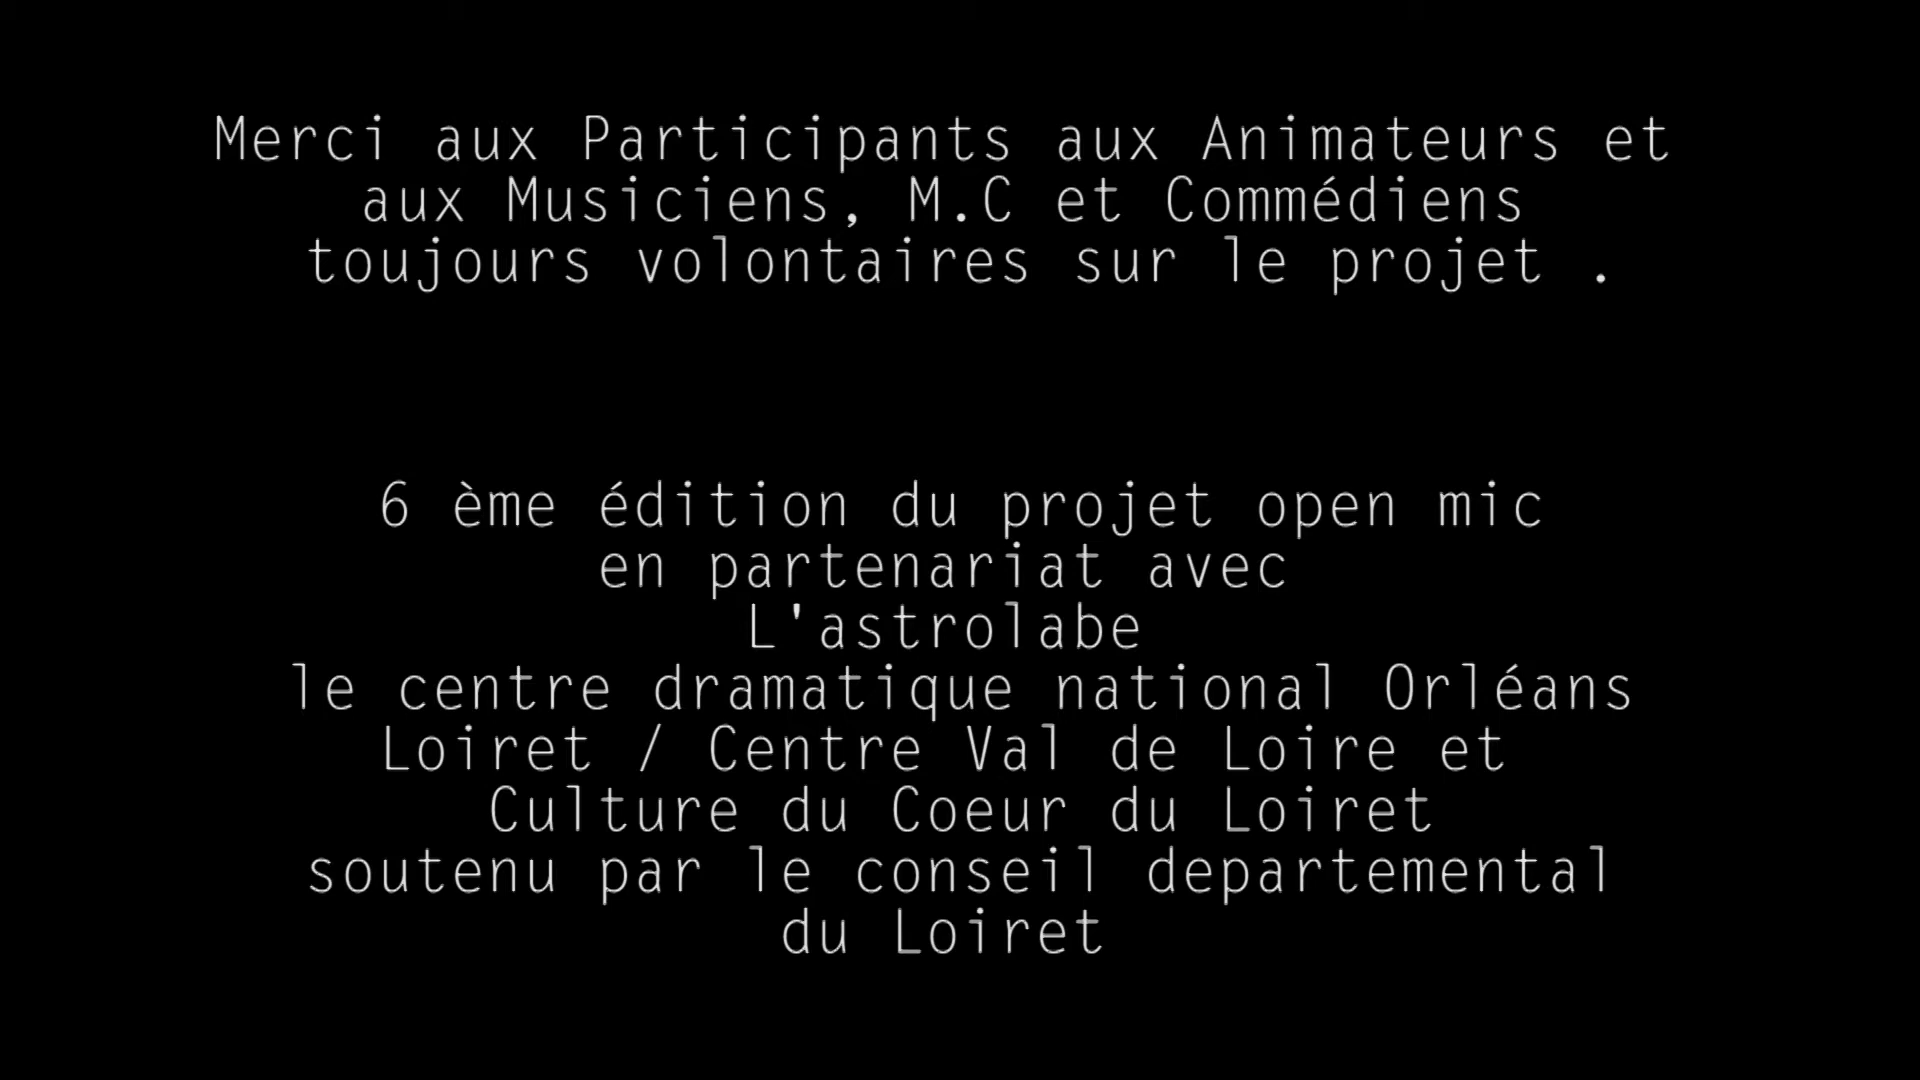 Merci aux Participants aux Animateurs et
aux Musiciens, M.C et Commédiens
toujours volontaires sur le projet .
6 ème édition du projet open mic
en partenariat avec
L'astrolabe
le centre dramatique national Orléans
Loiret / Centre Val de Loire et
Culture du Coeur du Loiret
soutenu par le conseil departemental
du Loiret